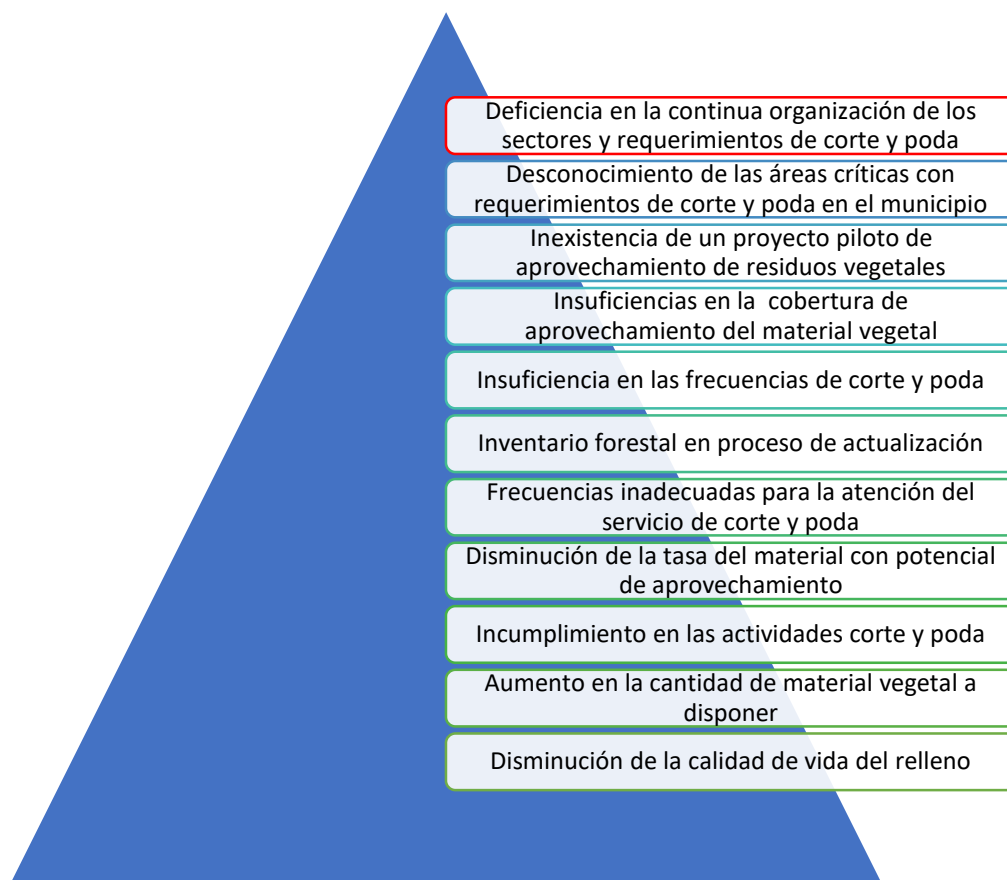 Deficiencia en la continua organización de los
sectores y requerimientos de corte y poda
Desconocimiento de las áreas críticas con
requerimientos de corte y poda en el municipio
Inexistencia de un proyecto piloto de
aprovechamiento de residuos vegetales
Insuficiencias en la cobertura de
aprovechamiento del material vegetal
Insuficiencia en las frecuencias de corte y poda
Inventario forestal en proceso de actualización
Frecuencias inadecuadas para la atención del
servicio de corte y poda
Disminución de la tasa del material con potencial
de aprovechamiento
Incumplimiento en las actividades corte y poda
Aumento en la cantidad de material vegetal a
disponer
Disminución de la calidad de vida del relleno